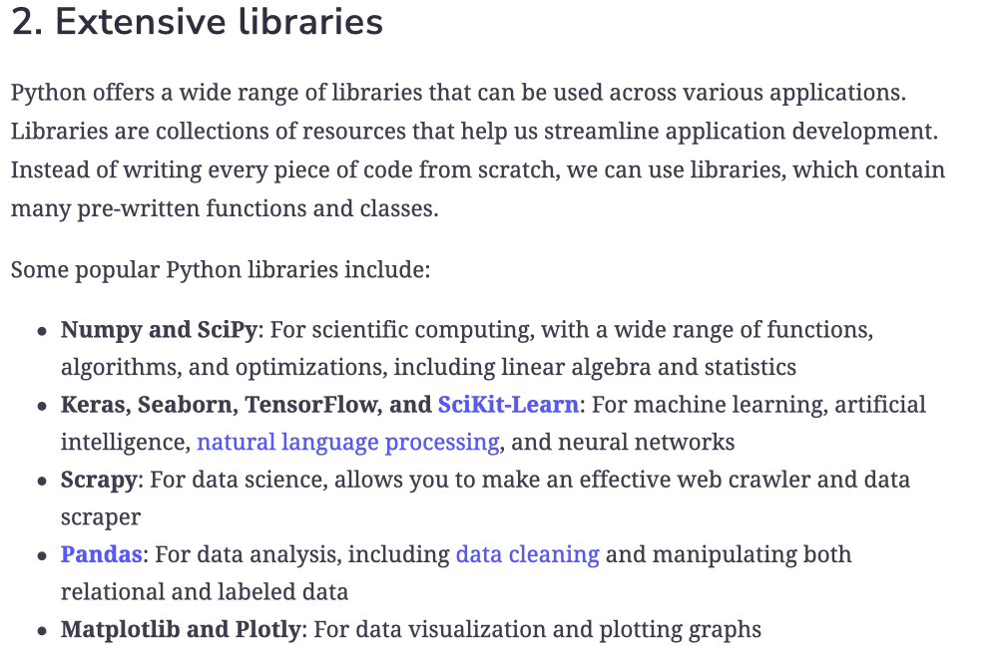 2. Extensive libraries
Python offers a wide range of libraries that can be used across various applications.
Libraries are collections of resources that help us streamline application development.
Instead of writing every piece of code from scratch, we can use libraries, which contain
many pre-written functions and classes.
Some popular Python libraries include:
• Numpy and SciPy: For scientific computing, with a wide range of functions,
algorithms, and optimizations, including linear algebra and statistics
• Keras, Seaborn, TensorFlow, and SciKit-Learn: For machine learning, artificial
intelligence, natural language processing, and neural networks
• Scrapy: For data science, allows you to make an effective web crawler and data
scraper
• Pandas: For data analysis, including data cleaning and manipulating both
relational and labeled data
• Matplotlib and Plotly: For data visualization and plotting graphs